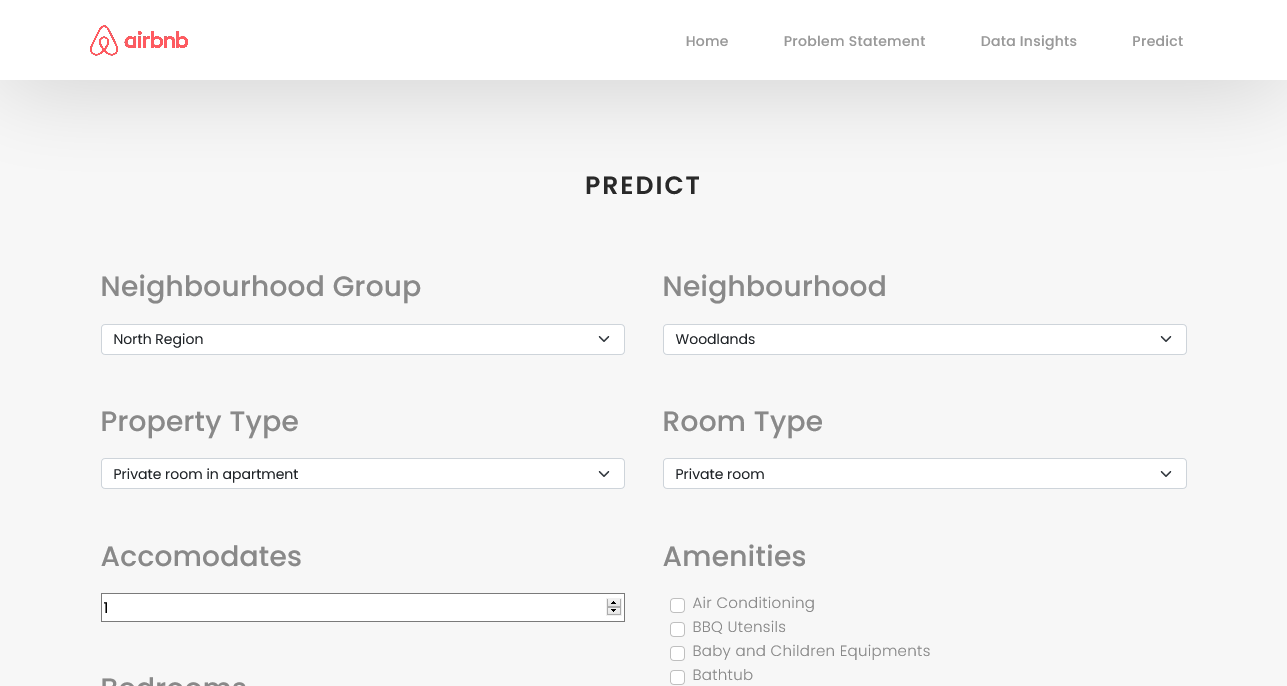 airbnb
Home Problem Statement Data Insights Predict
PREDICT
Neighbourhood Group
North Region
Neighbourhood
Woodlands
Property Type
Private room in apartment
Room Type
Private room
Accomodates
1
Amenities
Air Conditioning
BBQ Utensils
Baby and Children Equipments
Bathtub
Bedrooms